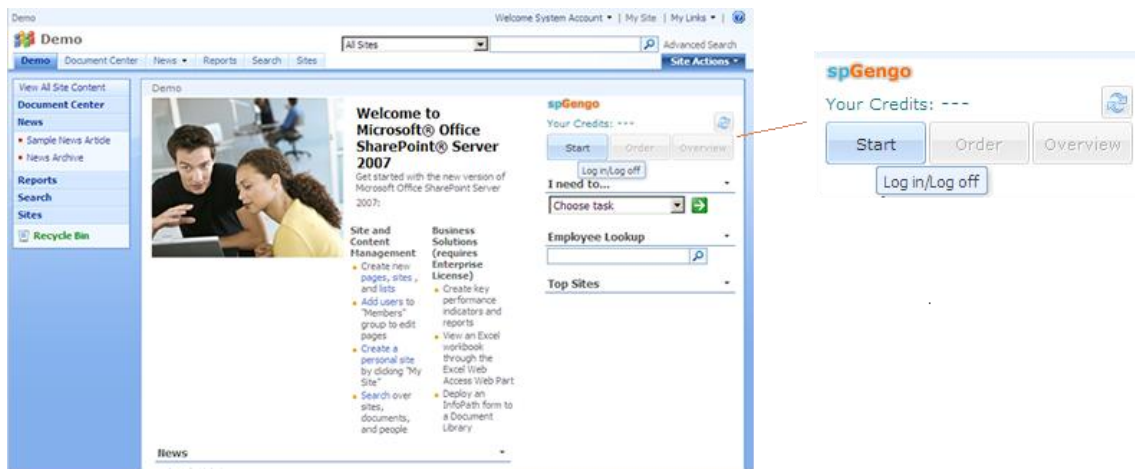 Demo
Welcome System Account | My Site | My Links |
Demo
All Sites
Advanced Search
Demo Document Center News Reports Search Sites
Site Actions
View All Site Content
Document Center
News
Sample News Article
News Archive
Reports
Search
Sites
Recycle Bin
Demo
Welcome to
Microsoft® Office
SharePoint® Server
2007
Get started with the new version of
Microsoft Office SharePoint Server
2007:
Site and
Content
Management
Create new
pages, sites ,
and lists
Add users to
"Members"
group to edit
pages
Create a
personal site
by clicking "My
Site"
Search over
sites,
documents,
and people
Business
Solutions
(requires
Enterprise
License)
Create key
performance
indicators and
reports
View an Excel
workbook
through the
Excel Web
Access Web Part
Deploy an
InfoPath form to
a Document
Library
News
spGengo
Your Credits: ---
Start Order Overview
Log in/Log off
I need to...
Choose task
Employee Lookup
Top Sites
spGengo
Your Credits: ---
Start Order Overview
Log in/Log off